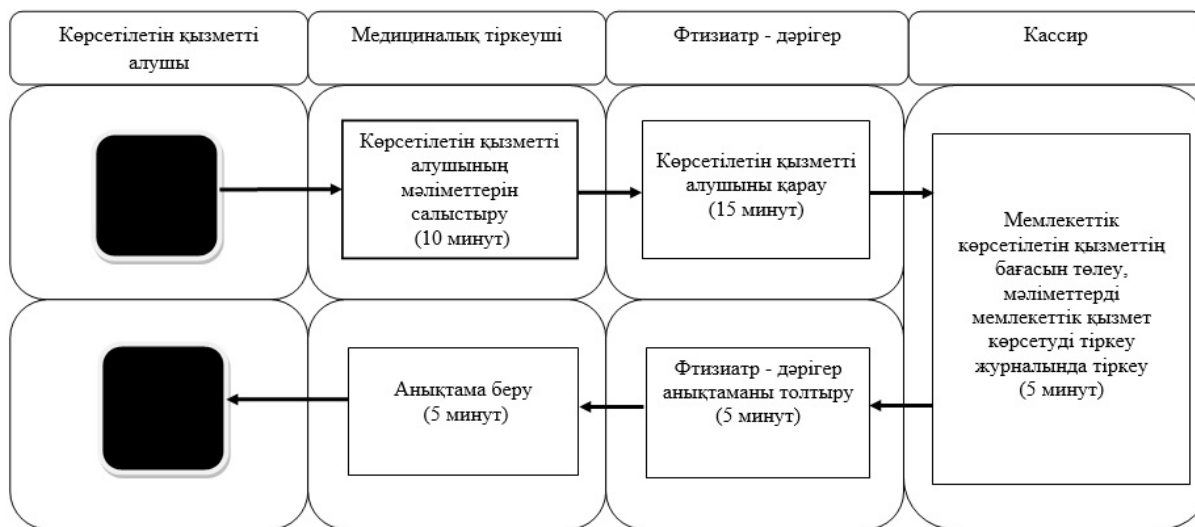 Көрсетілетін қызметті
алушы
Медициналық тіркеуші
Фтизиатр - дәрігер
Кассир
Көрсетілетін қызметті
алушының
мәліметтерін
салыстыру
(10 минут)
Көрсетілетін қызметті
алушыны қарау
(15 минут)
Мемлекеттік
көрсетілетін қызметтің
бағасын төлеу,
мәліметтерді
мемлекеттік қызмет
көрсетуді тіркеу
журналында тіркеу
(5 минут)
Фтизиатр - дәрігер
анықтаманы толтыру
(5 минут)
Анықтама беру
(5 минут)